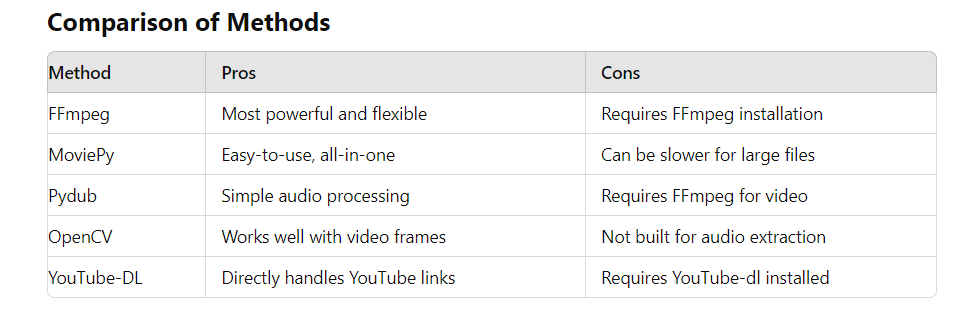 Comparison of Methods
Method Pros Cons
FFmpeg Most powerful and flexible Requires FFmpeg installation
MoviePy Easy-to-use, all-in-one Can be slower for large files
Pydub Simple audio processing Requires FFmpeg for video
OpenCV Works well with video frames Not built for audio extraction
YouTube-DL Directly handles YouTube links Requires YouTube-dl installed